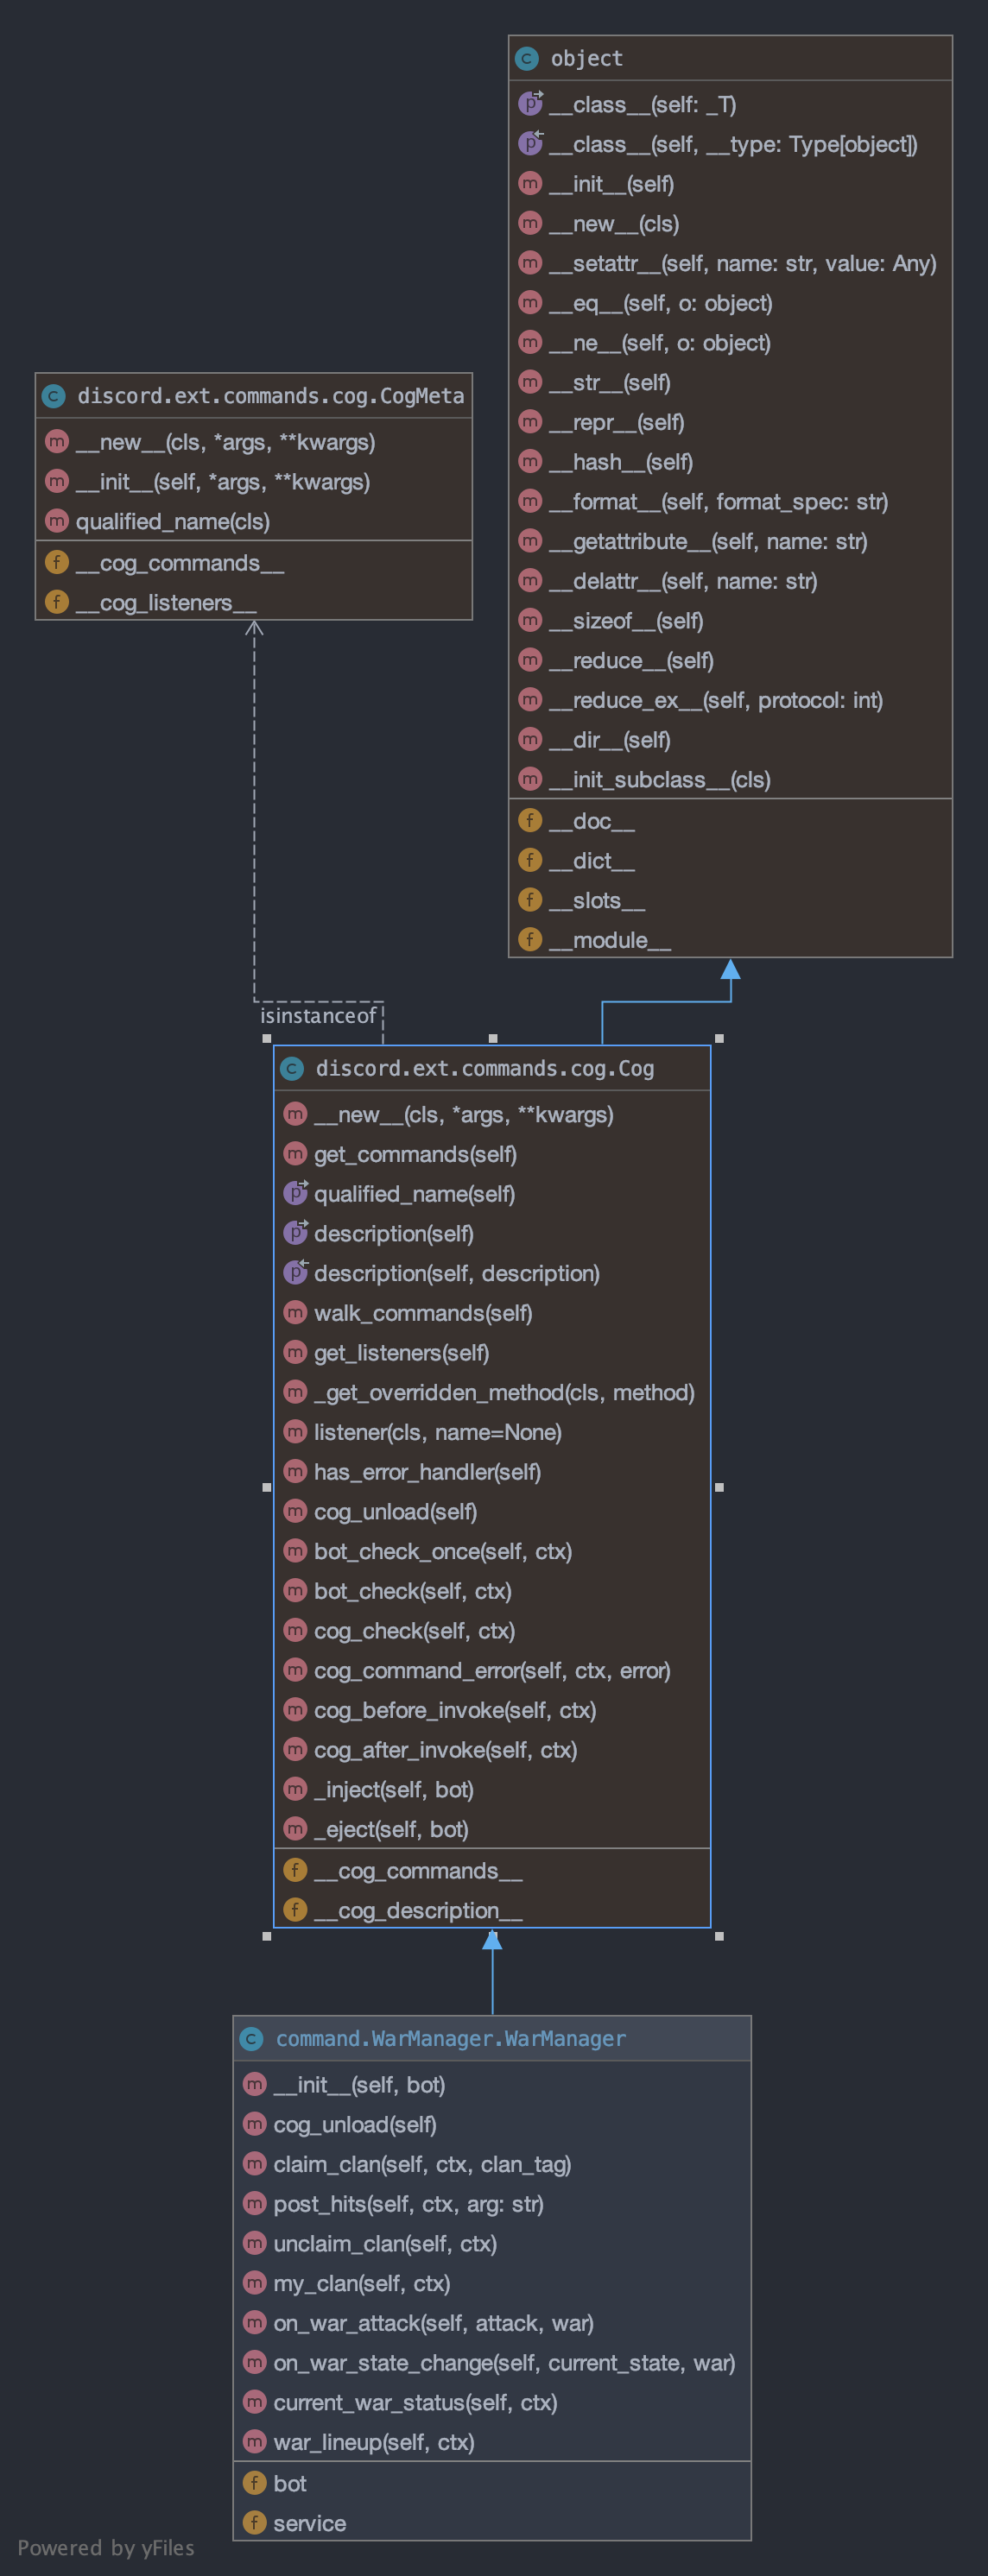 object
__class__(self: _T)
__class__(self, __type: Type[object])
__init__(self)
__new__(cls)
__setattr__(self, name: str, value: Any)
__eq__(self, o: object)
__ne__(self, o: object)
__str__(self)
__repr__(self)
__hash__(self)
__format__(self, format_spec: str)
__getattribute__(self, name: str)
__delattr__(self, name: str)
__sizeof__(self)
__reduce__(self)
__reduce_ex__(self, protocol: int)
__dir__(self)
__init_subclass__(cls)
__doc__
__dict__
__slots__
__module__
discord.ext.commands.cog.CogMeta
__new__(cls, *args, **kwargs)
__init__(self, *args, **kwargs)
qualified_name(cls)
__cog_commands__
__cog_listeners__
isinstanceof
discord.ext.commands.cog.Cog
__new__(cls, *args, **kwargs)
get_commands(self)
qualified_name(self)
description(self)
description(self, description)
walk_commands(self)
get_listeners(self)
_get_overridden_method(cls, method)
listener(cls, name=None)
has_error_handler(self)
cog_unload(self)
bot_check_once(self, ctx)
bot_check(self, ctx)
cog_check(self, ctx)
cog_command_error(self, ctx, error)
cog_before_invoke(self, ctx)
cog_after_invoke(self, ctx)
_inject(self, bot)
_eject(self, bot)
__cog_commands__
__cog_description__
command.WarManager.WarManager
__init__(self, bot)
cog_unload(self)
claim_clan(self, ctx, clan_tag)
post_hits(self, ctx, arg: str)
unclaim_clan(self, ctx)
my_clan(self, ctx)
on_war_attack(self, attack, war)
on_war_state_change(self, current_state, war)
current_war_status(self, ctx)
war_lineup(self, ctx)
bot
service
Powered by yFiles